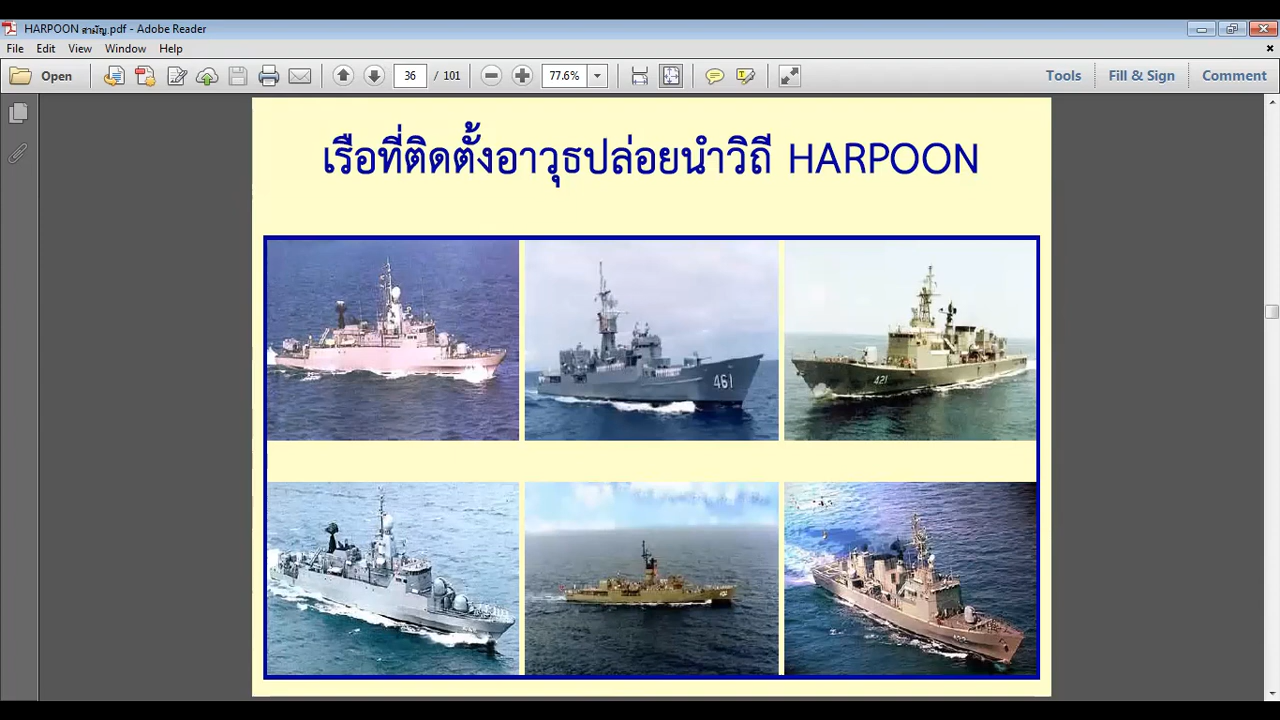 HARPOON สามัญ.pdf - Adobe Reader
File Edit View Window Help
Open 36 / 101 77.6% Tools Fill & Sign Comment
เรือที่ติดตั้งอาวุธปล่อยนำวิถี HARPOON
461
421